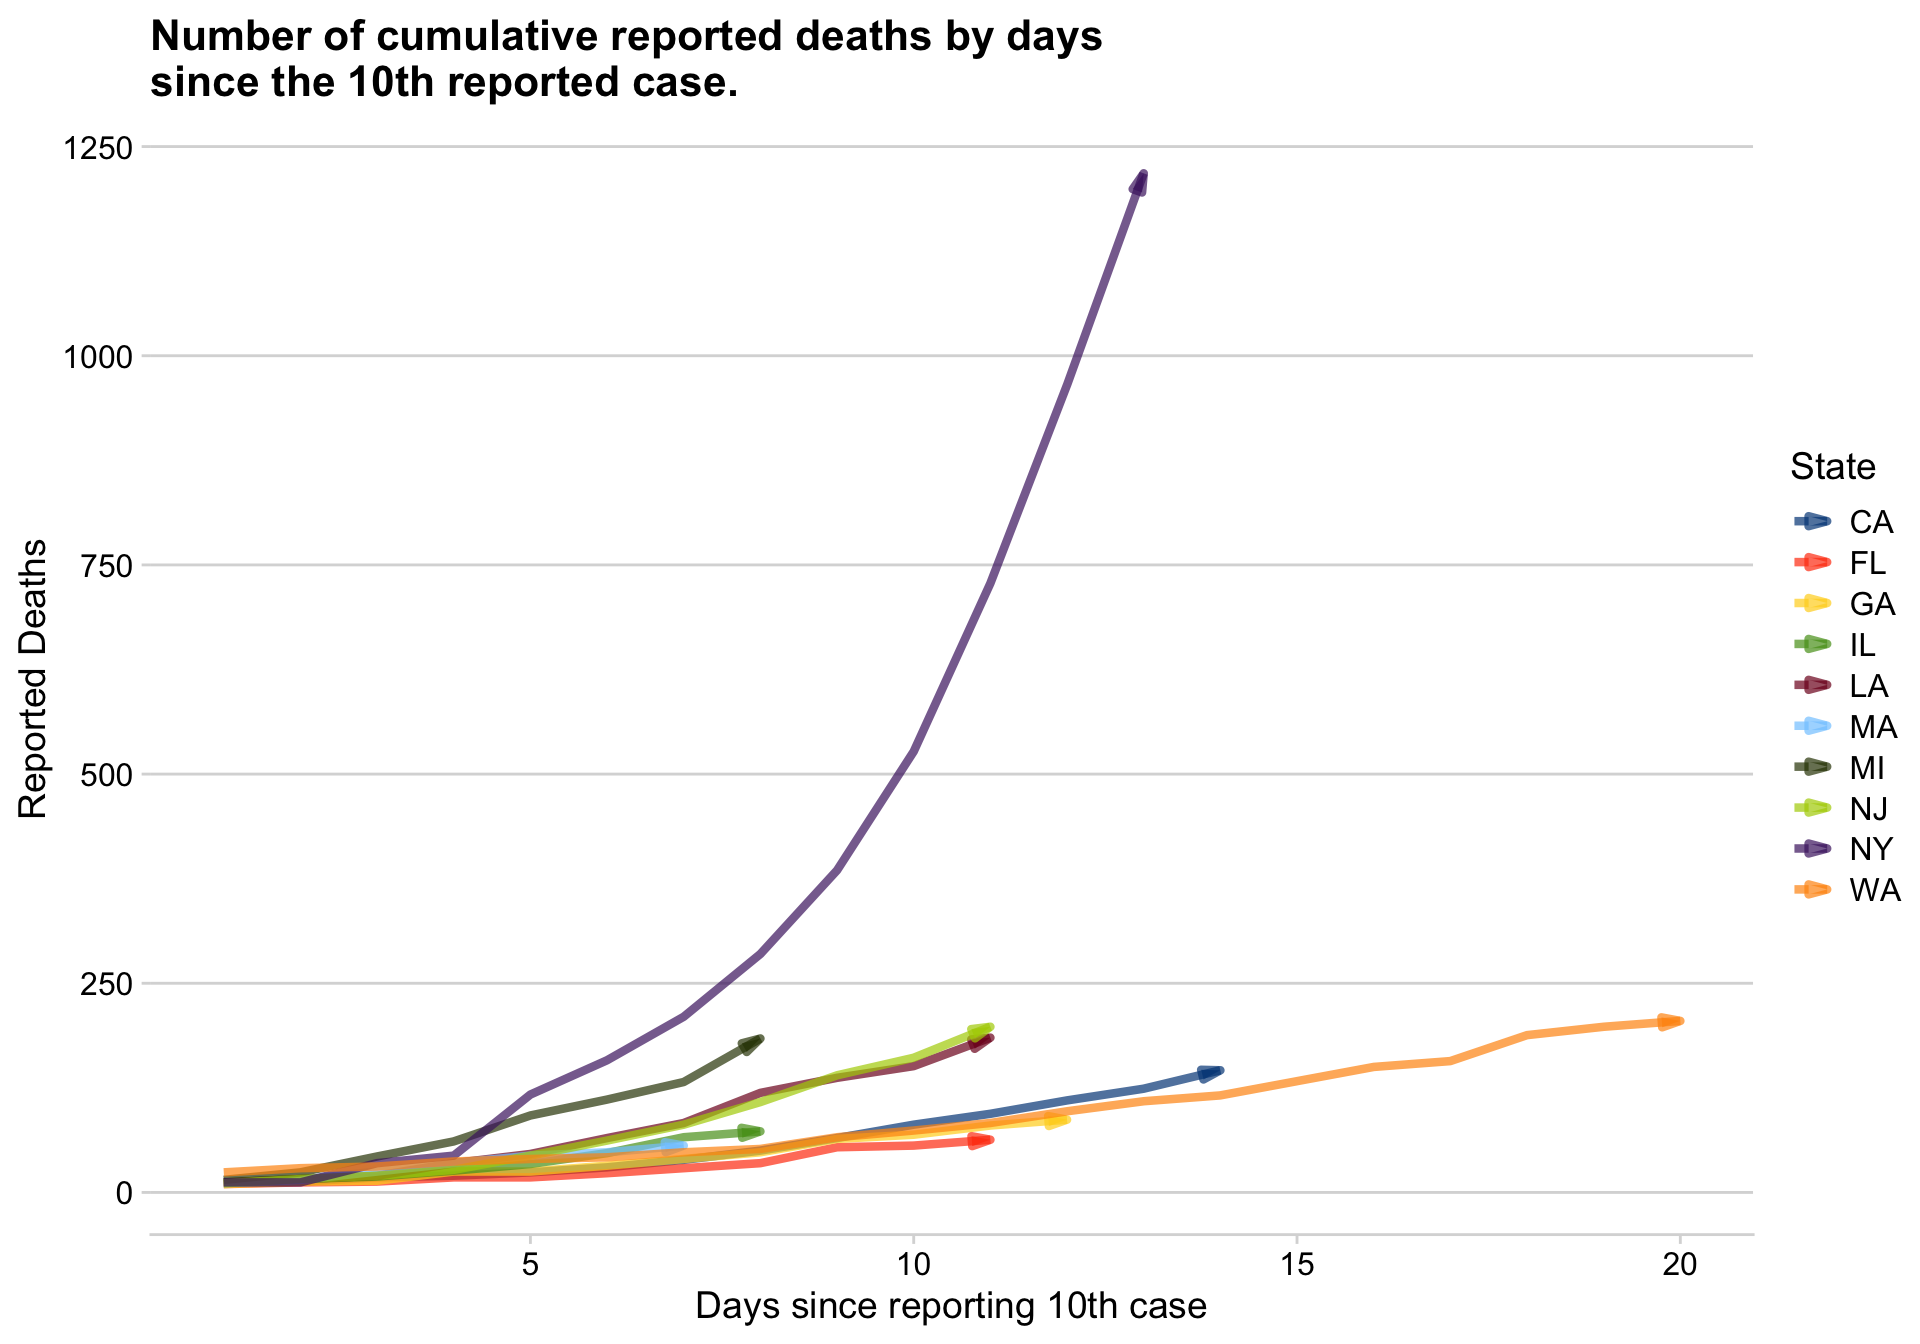 Number of cumulative reported deaths by days
since the 10th reported case.
1250
1000
750
500
250
0
Reported Deaths
5
10
15
20
Days since reporting 10th case
State
CA
FL
GA
IL
LA
MA
MI
NJ
NY
WA